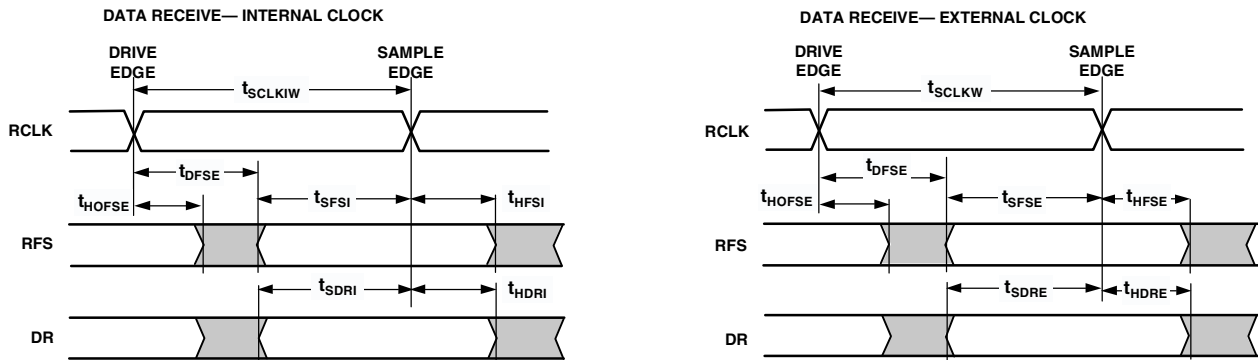 DATA RECEIVE— INTERNAL CLOCK
DRIVE
EDGE
SAMPLE
EDGE
tSCLKIW
RCLK
tDFSE
tHOFSE
tSFSI
tHFSI
RFS
tSDRI
tHDRI
DR
DATA RECEIVE— EXTERNAL CLOCK
DRIVE
EDGE
SAMPLE
EDGE
tSCLKW
RCLK
tDFSE
tHOFSE
tSFSE
tHFSE
RFS
tSDRE
tHDRE
DR